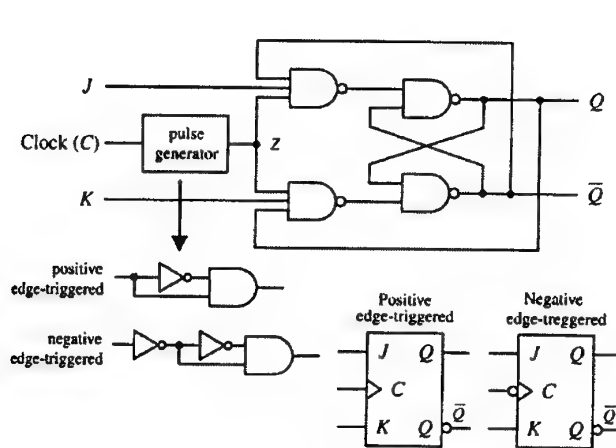 J
Clock (C)
pulse
generator
Z
Q
K
Q̅
positive
edge-triggered
negative
edge-triggered
Positive
edge-triggered
Negative
edge-treggered
J Q
C
K Q
Q̅
J Q
C
K Q
Q̅